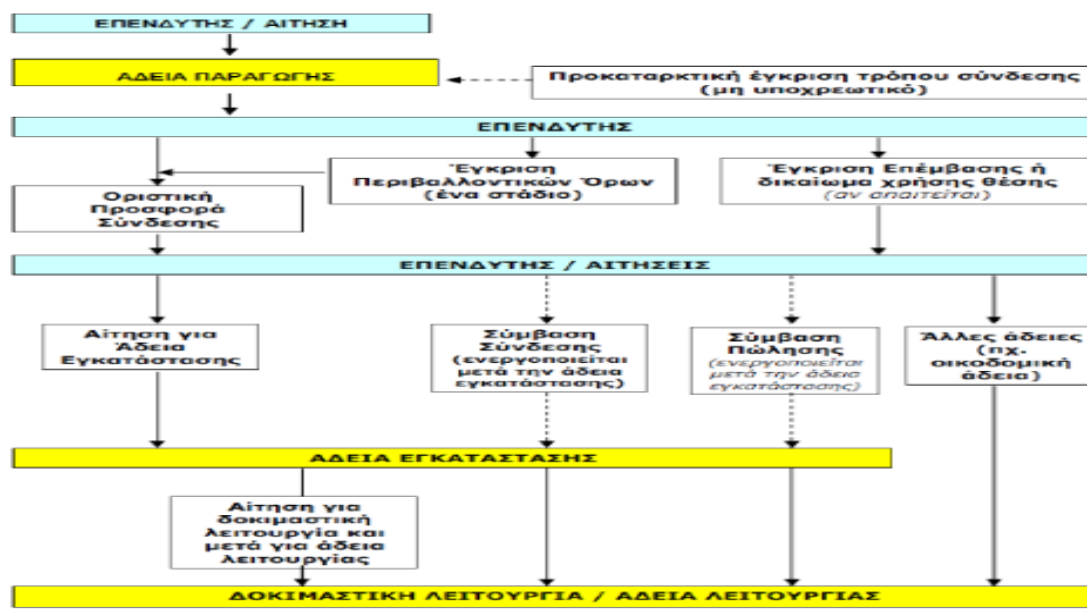 ΕΠΕΝΔΥΤΗΣ / ΑΙΤΗΣΗ
ΑΔΕΙΑ ΠΑΡΑΓΩΓΗΣ
Προκαταρκτική έγκριση τρόπου σύνδεσης
(μη υποχρεωτικό)
ΕΠΕΝΔΥΤΗΣ
Οριστική
Προσφορά
Σύνδεσης
Έγκριση
Περιβαλλοντικών Όρων
(ένα στάδιο)
Έγκριση Επέμβασης ή
δικαίωμα χρήσης θέσης
(αν απαιτείται)
ΕΠΕΝΔΥΤΗΣ / ΑΙΤΗΣΕΙΣ
Αίτηση για
Άδεια
Εγκατάστασης
Σύμβαση
Σύνδεσης
(ενεργοποιείται
μετά την άδεια
εγκατάστασης)
Σύμβαση
Πώλησης
(ενεργοποιείται
μετά την άδεια
εγκατάστασης)
Άλλες άδειες
(πχ.
οικοδομική
άδεια)
ΑΔΕΙΑ ΕΓΚΑΤΑΣΤΑΣΗΣ
Αίτηση για
δοκιμαστική
λειτουργία και
μετά για άδεια
λειτουργίας
ΔΟΚΙΜΑΣΤΙΚΗ ΛΕΙΤΟΥΡΓΙΑ / ΑΔΕΙΑ ΛΕΙΤΟΥΡΓΙΑΣ